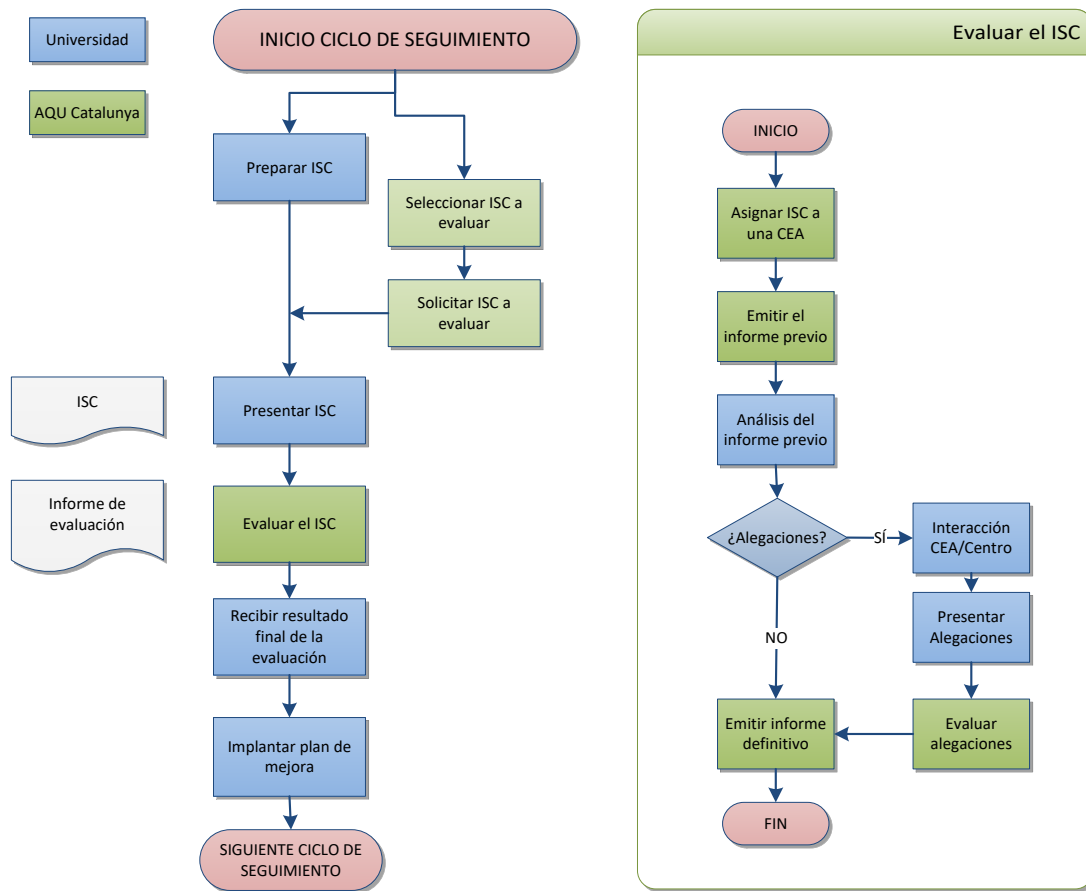 Universidad
AQU Catalunya
INICIO CICLO DE SEGUIMIENTO
Preparar ISC
Seleccionar ISC a
evaluar
Solicitar ISC a
evaluar
ISC
Presentar ISC
Informe de
evaluación
Evaluar el ISC
Recibir resultado
final de la
evaluación
Implantar plan de
mejora
SIGUIENTE CICLO DE
SEGUIMIENTO
Evaluar el ISC
INICIO
Asignar ISC a
una CEA
Emitir el
informe previo
Análisis del
informe previo
¿Alegaciones?
SÍ
Interacción
CEA/Centro
Presentar
Alegaciones
NO
Evaluar
alegaciones
Emitir informe
definitivo
FIN